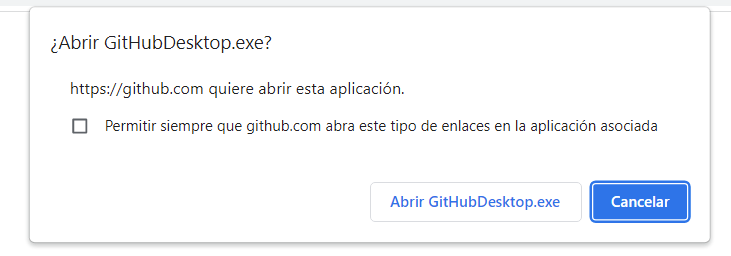 ¿Abrir GitHubDesktop.exe?
https://github.com quiere abrir esta aplicación.
Permitir siempre que github.com abra este tipo de enlaces en la aplicación asociada
Abrir GitHubDesktop.exe
Cancelar